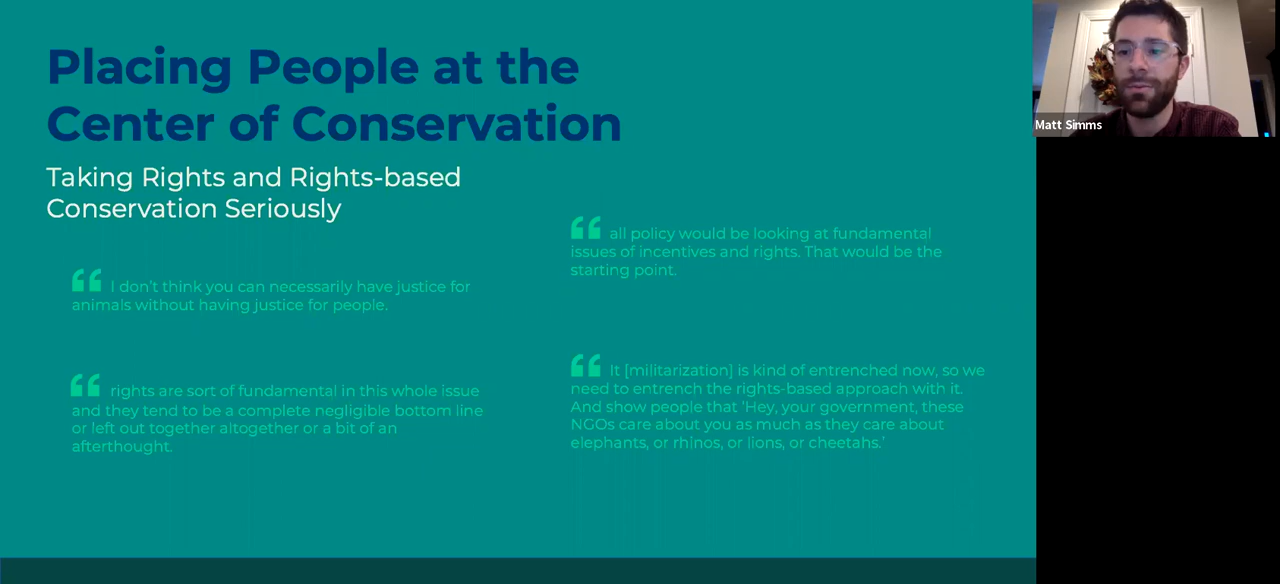 Placing People at the
Center of Conservation
Taking Rights and Rights-based
Conservation Seriously
“ I don't think you can necessarily have justice for
animals without having justice for people.
“ rights are sort of fundamental in this whole issue
and they tend to be a complete negligible bottom line
or left out together altogether or a bit of an
afterthought.
“ all policy would be looking at fundamental
issues of incentives and rights. That would be the
starting point.
“ It [militarization] is kind of entrenched now, so we
need to entrench the rights-based approach with it.
And show people that 'Hey, your government, these
NGOs care about you as much as they care about
elephants, or rhinos, or lions, or cheetahs.'
Matt Simms